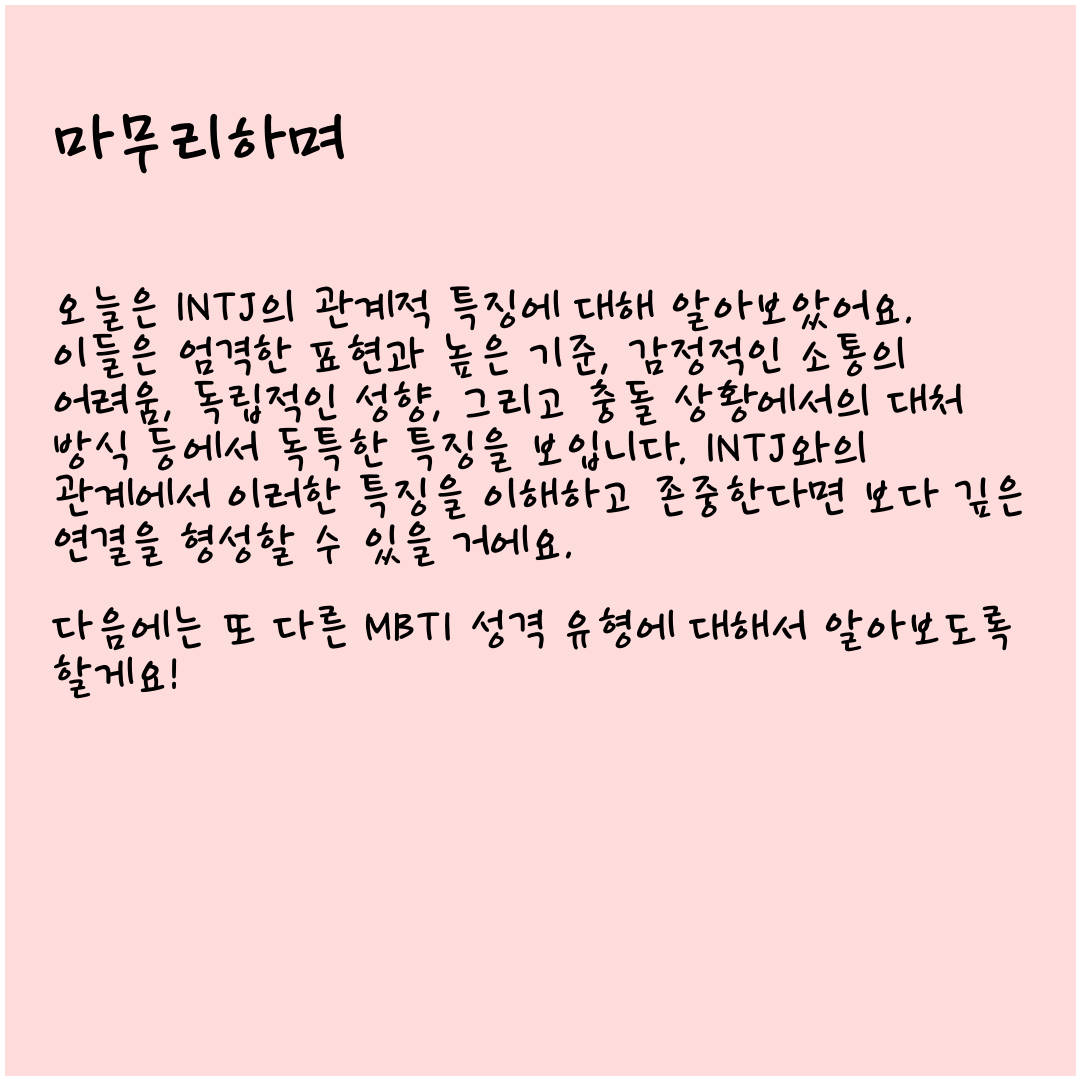 마무리하며
오늘은 INTJ의 관계적 특징에 대해 알아보았어요.
이들은 엄격한 표현과 높은 기준, 감정적인 소통의
어려움, 독립적인 성향, 그리고 충돌 상황에서의 대처
방식 등에서 독특한 특징을 보입니다. INTJ와의
관계에서 이러한 특징을 이해하고 존중한다면 보다 깊은
연결을 형성할 수 있을 거에요.
다음에는 또 다른 MBTI 성격 유형에 대해서 알아보도록
할게요!